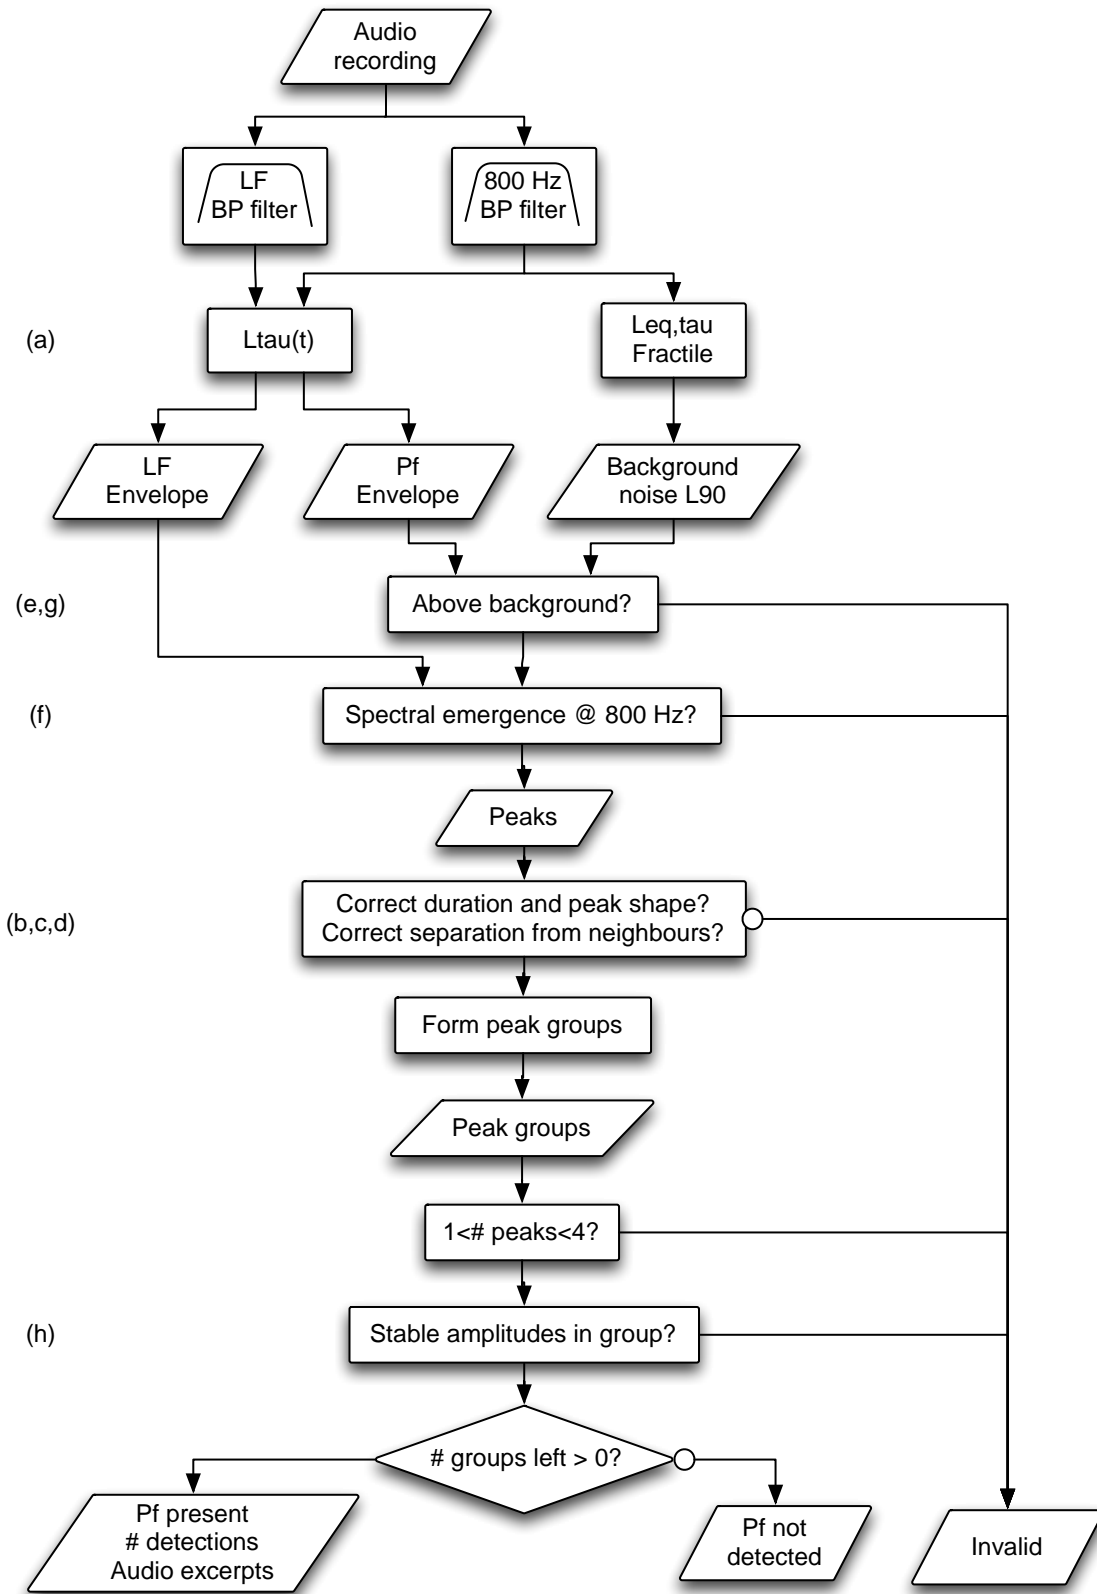 Audio
recording
LF
BP filter
800 Hz
BP filter
(a)
Ltau(t)
Leq,tau
Fractile
LF
Envelope
Pf
Envelope
Background
noise L90
(e,g)
Above background?
(f)
Spectral emergence @ 800 Hz?
Peaks
(b,c,d)
Correct duration and peak shape?
Correct separation from neighbours?
Form peak groups
Peak groups
1<# peaks<4?
(h)
Stable amplitudes in group?
# groups left > 0?
Pf present
# detections
Audio excerpts
Pf not
detected
Invalid